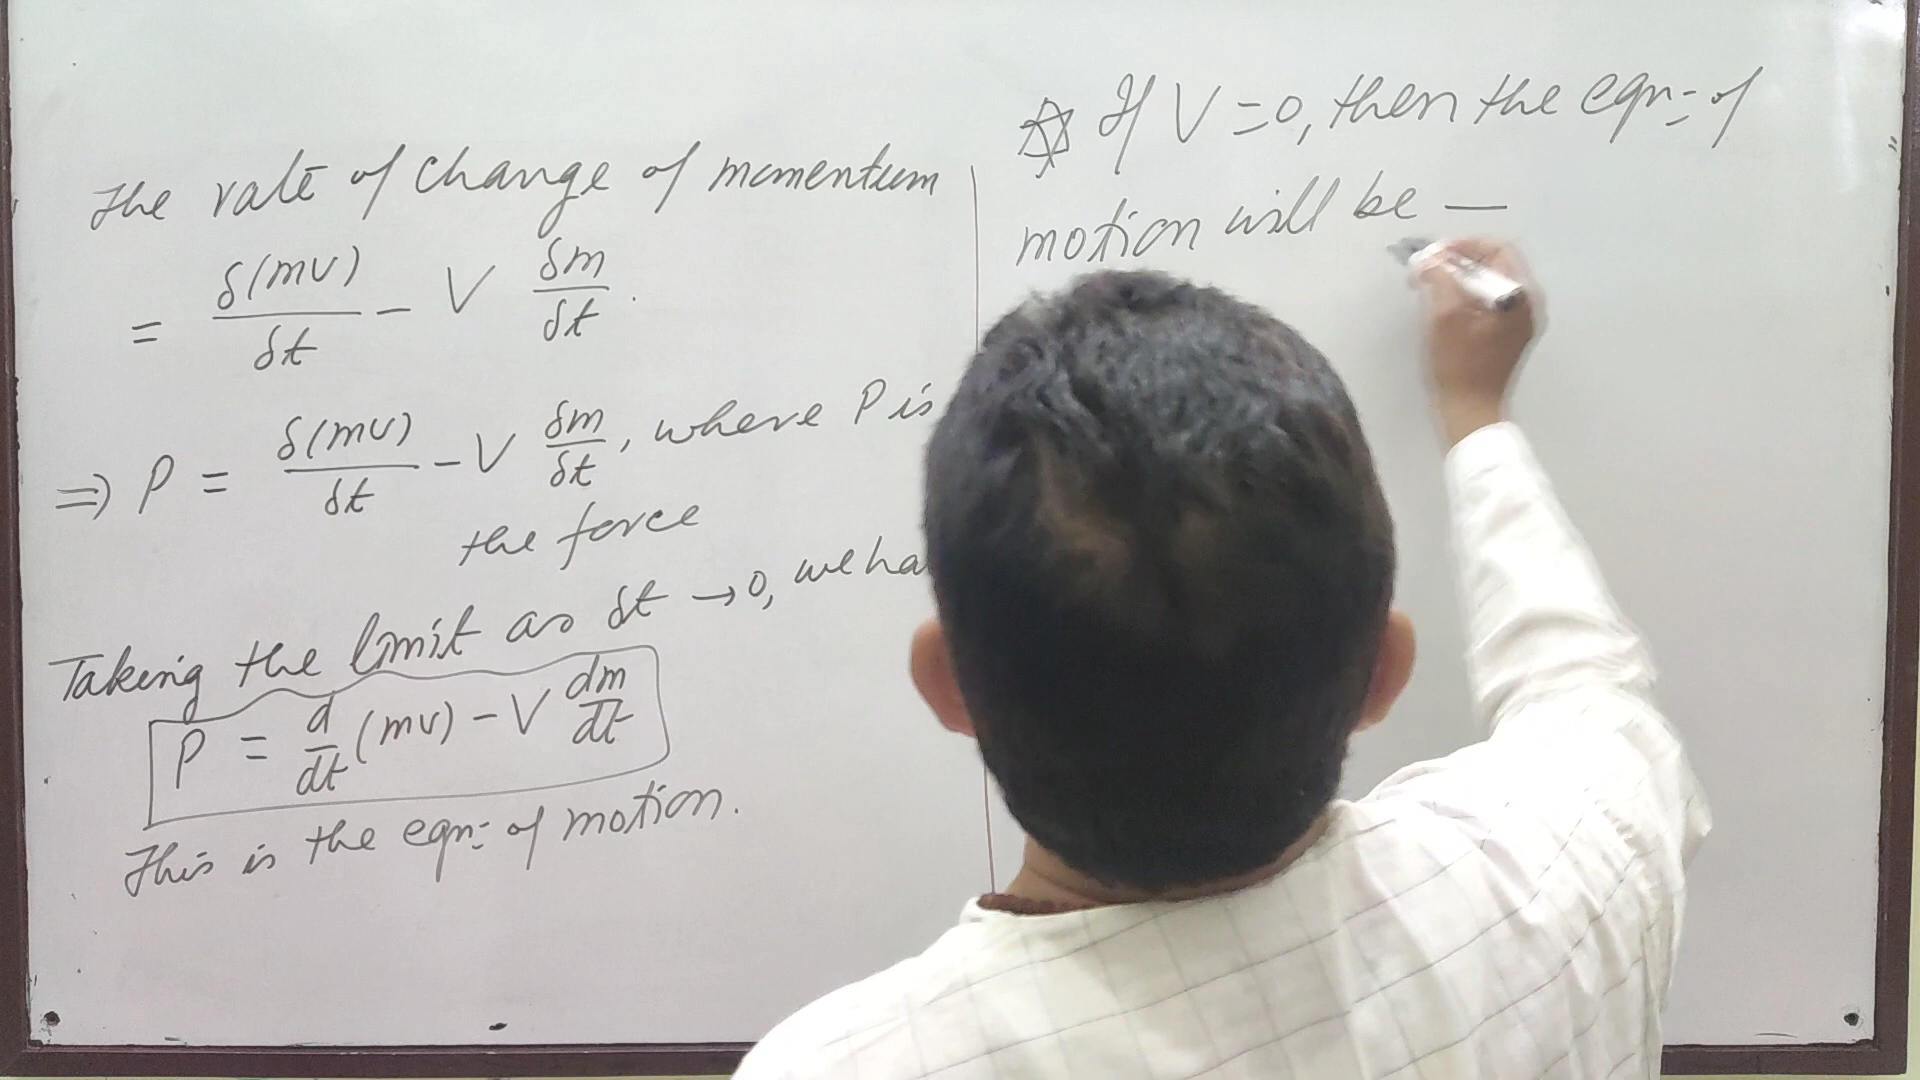 The rate of change of momentum
= δ(mv)/δt - V δm/δt.
⇒ P = δ(mv)/δt - V δm/δt, where P is
the force
Taking the limit as δt → 0, we ha
P = d/dt (mv) - V dm/dt
This is the eqn= of motion.
✡ If V = 0, then the eqn= of
motion will be —